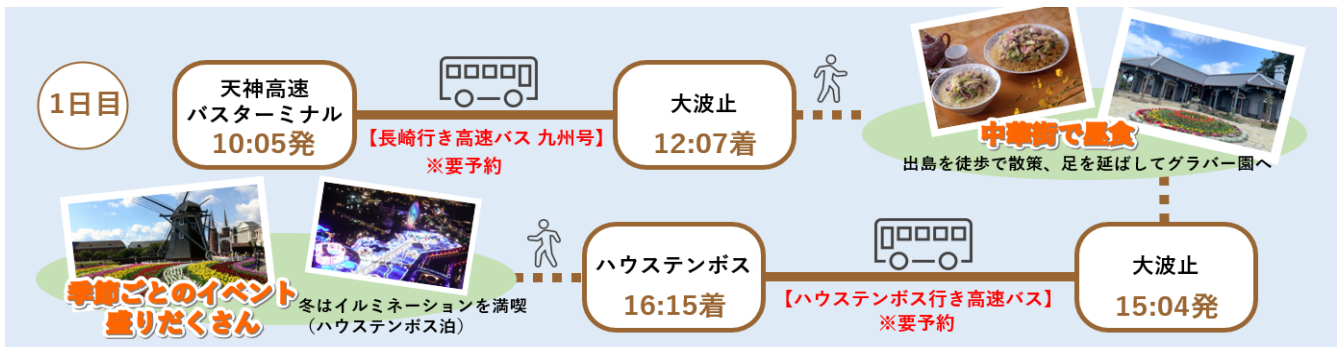 1日目
天神高速
バスターミナル
10:05発
【長崎行き高速バス 九州号】
※要予約
大波止
12:07着
中華街で昼食
出島を徒歩で散策、足を延ばしてグラバー園へ
大波止
15:04発
【ハウステンボス行き高速バス】
※要予約
ハウステンボス
16:15着
季節ごとのイベント
盛りだくさん
冬はイルミネーションを満喫
（ハウステンボス泊）